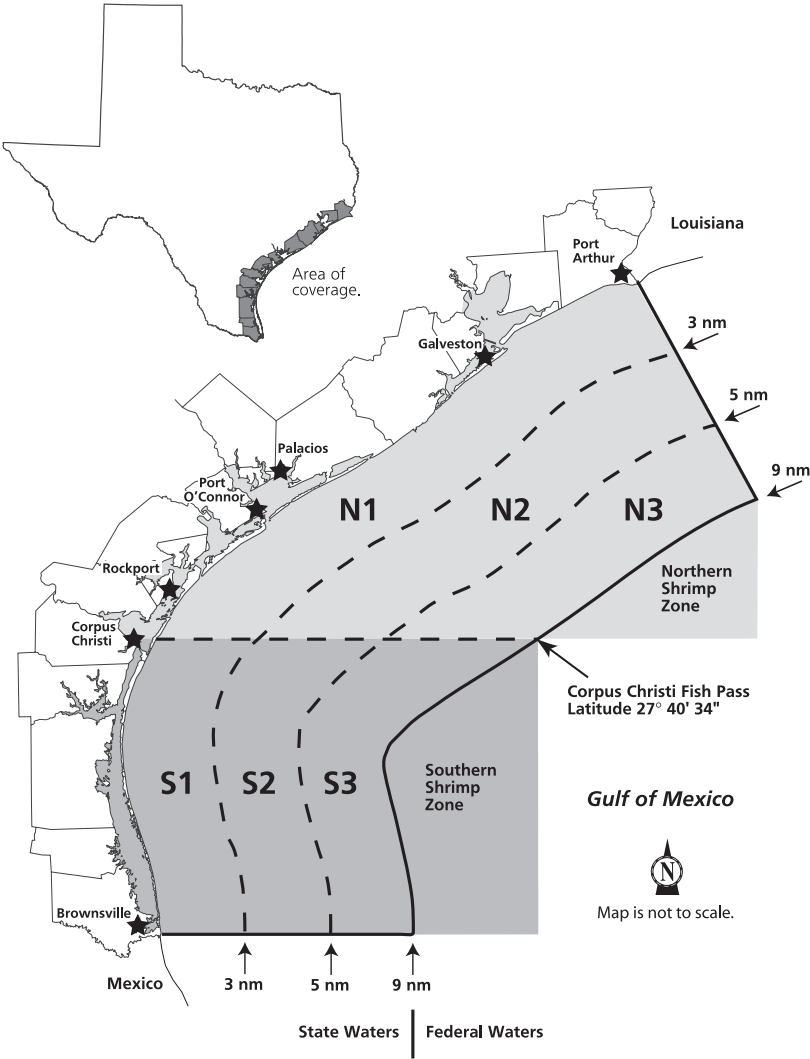 Area of
coverage.
Louisiana
Port
Arthur
3 nm
Galveston
5 nm
9 nm
Palacios
Port
O'Connor
N1
N2
N3
Rockport
Northern
Shrimp
Zone
Corpus
Christi
Corpus Christi Fish Pass
Latitude 27° 40' 34"
S1
S2
S3
Southern
Shrimp
Zone
Gulf of Mexico
N
Map is not to scale.
Brownsville
Mexico
3 nm
5 nm
9 nm
State Waters
Federal Waters